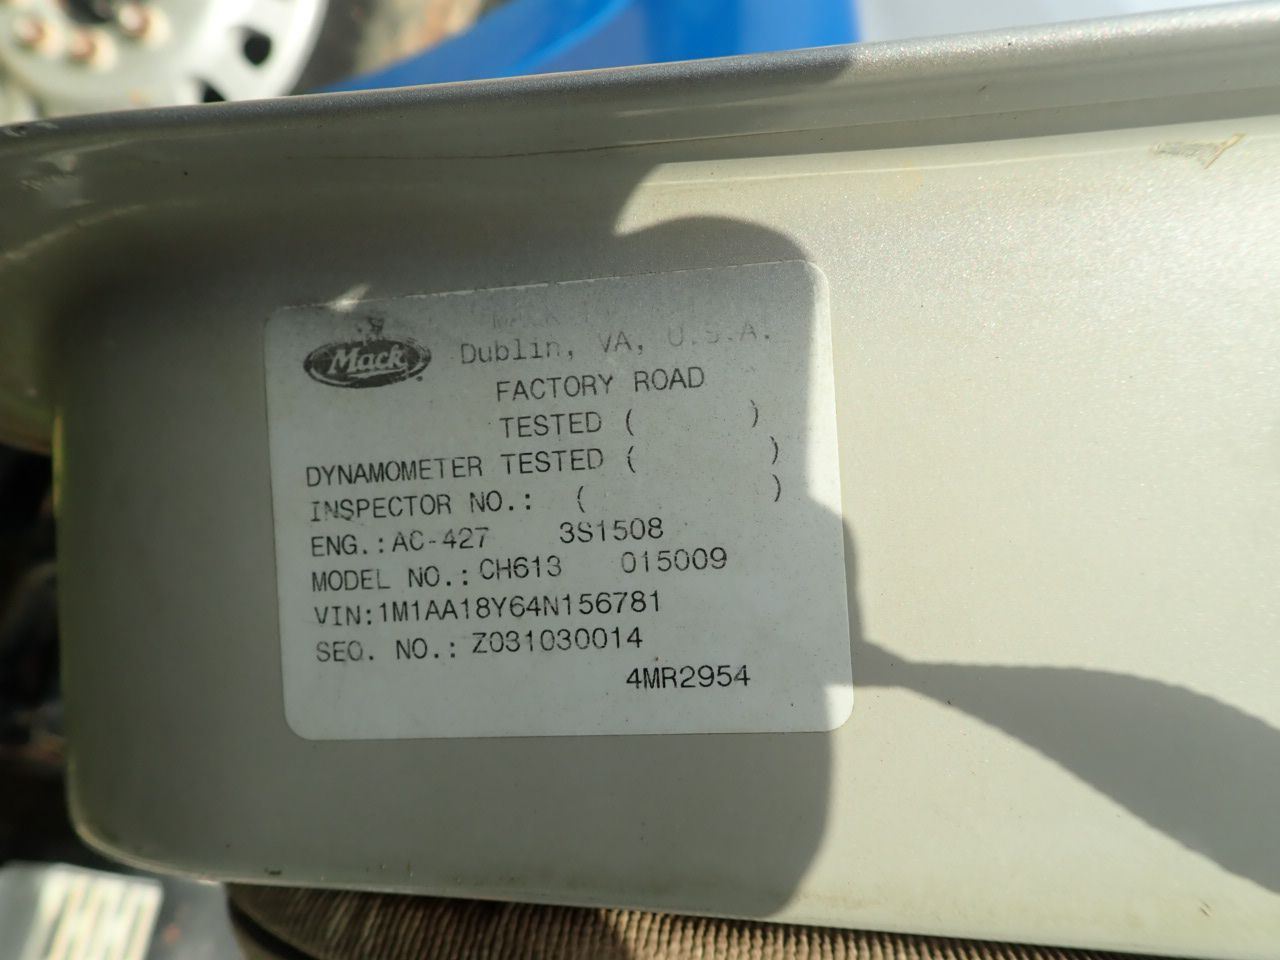 MACK
Mack Dublin, VA, U.S.A.
FACTORY ROAD
TESTED ( )
DYNAMOMETER TESTED ( )
INSPECTOR NO.: ( )
ENG.: AC-427 3S1508
MODEL NO.: CH613 015009
VIN: 1M1AA18Y64N156781
SEQ. NO.: Z031030014
4MR2954